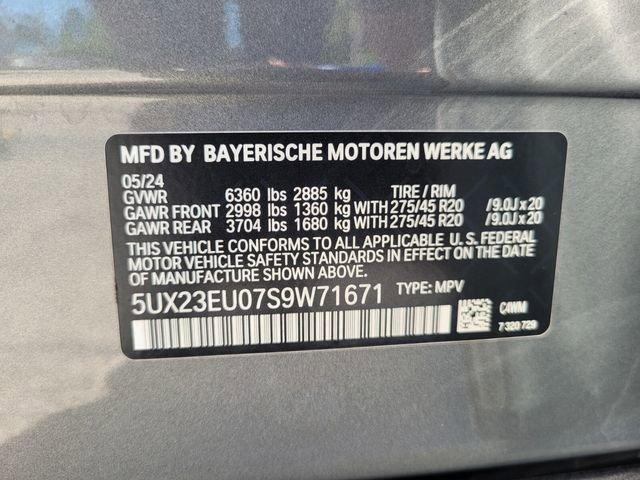 MFD BY BAYERISCHE MOTOREN WERKE AG
05/24
GVWR 6360 lbs 2885 kg TIRE / RIM
GAWR FRONT 2998 lbs 1360 kg WITH 275/45 R20 /9.0J x 20
GAWR REAR 3704 lbs 1680 kg WITH 275/45 R20 /9.0J x 20
THIS VEHICLE CONFORMS TO ALL APPLICABLE U.S. FEDERAL
MOTOR VEHICLE SAFETY STANDARDS IN EFFECT ON THE DATE
OF MANUFACTURE SHOWN ABOVE.
5UX23EU07S9W71671 TYPE: MPV
C4WM
7 320 729